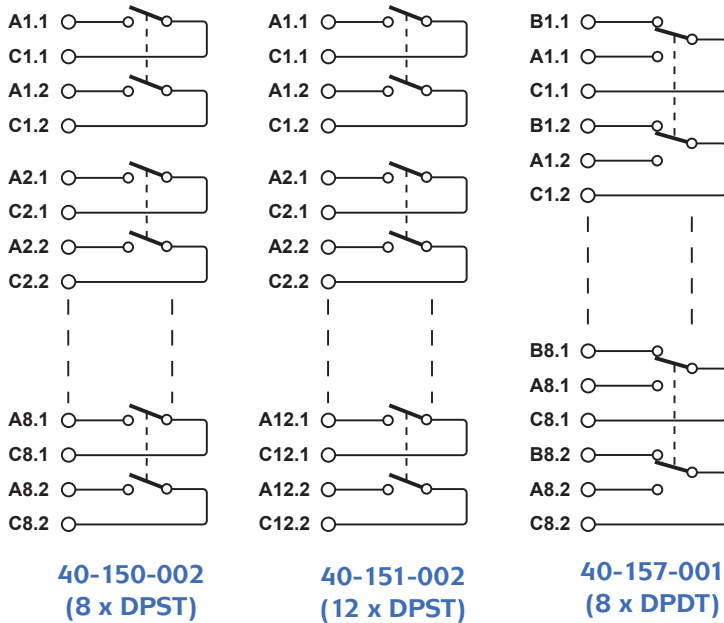 A1.1
C1.1
A1.2
C1.2
A2.1
C2.1
A2.2
C2.2
A8.1
C8.1
A8.2
C8.2
40-150-002
(8 x DPST)
A1.1
C1.1
A1.2
C1.2
A2.1
C2.1
A2.2
C2.2
A12.1
C12.1
A12.2
C12.2
40-151-002
(12 x DPST)
B1.1
A1.1
C1.1
B1.2
A1.2
C1.2
B8.1
A8.1
C8.1
B8.2
A8.2
C8.2
40-157-001
(8 x DPDT)